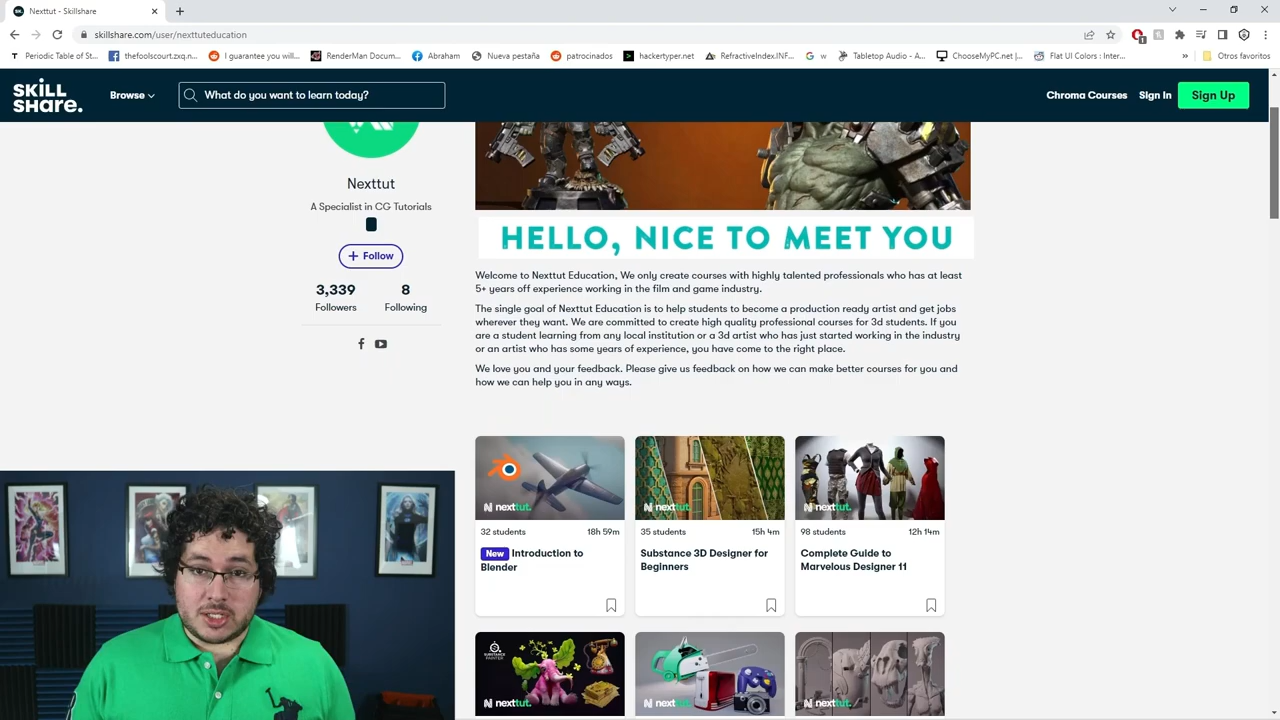 Nexttut - Skillshare
skillshare.com/user/nexttuteducation
Periodic Table of St...
thefoolscourt.zxq.n...
I guarantee you will...
RenderMan Docum...
Abraham
Nueva pestaña
patrocinados
hackertyper.net
RefractiveIndex.INF...
w
Tabletop Audio - A...
ChooseMyPC.net |...
Flat UI Colors : Inter...
»
Otros favoritos
SKILL
SHARE.
Browse
What do you want to learn today?
Chroma Courses
Sign In
Sign Up
Nexttut
A Specialist in CG Tutorials
+ Follow
3,339
8
Followers
Following
HELLO, NICE TO MEET YOU
Welcome to Nexttut Education, We only create courses with highly talented professionals who has at least
5+ years off experience working in the film and game industry.
The single goal of Nexttut Education is to help students to become a production ready artist and get jobs
wherever they want. We are committed to create high quality professional courses for 3d students. If you
are a student learning from any local institution or a 3d artist who has just started working in the industry
or an artist who has some years of experience, you have come to the right place.
We love you and your feedback. Please give us feedback on how we can make better courses for you and
how we can help you in any ways.
nexttut.
32 students
18h 59m
New Introduction to
Blender
nexttut.
35 students
15h 4m
Substance 3D Designer for
Beginners
nexttut.
98 students
12h 14m
Complete Guide to
Marvelous Designer 11
SUBSTANCE
PAINTER
nexttut.
nexttut.
nexttut.